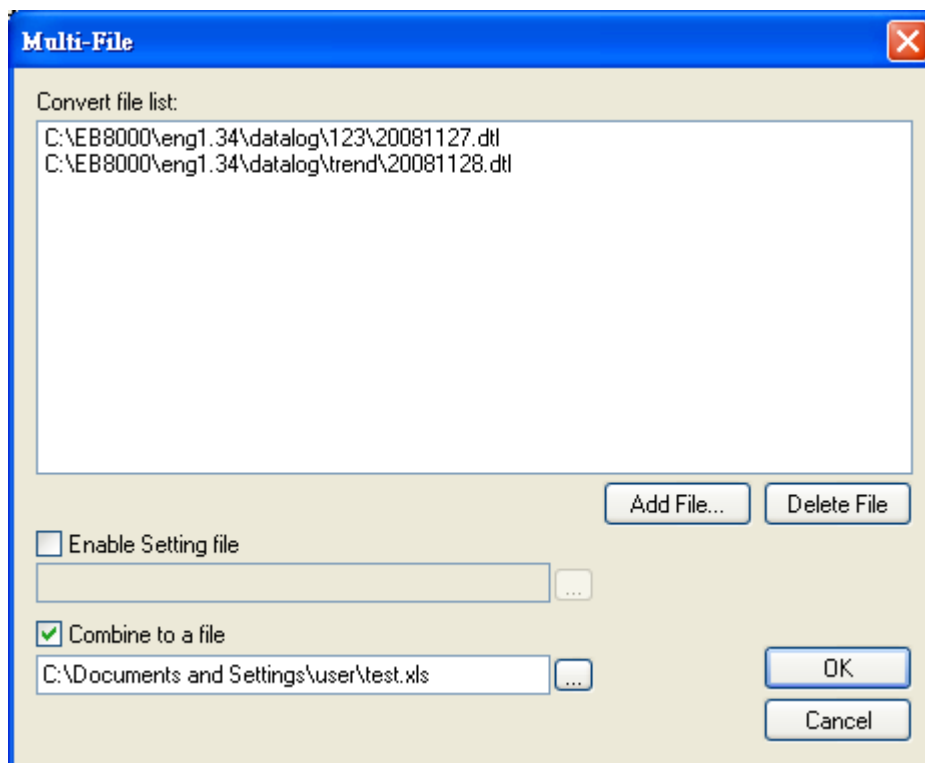 Multi-File
Convert file list:
C:\EB8000\eng1.34\datalog\123\20081127.dtl
C:\EB8000\eng1.34\datalog\trend\20081128.dtl
Add File...
Delete File
Enable Setting file
...
Combine to a file
C:\Documents and Settings\user\test.xls
...
OK
Cancel